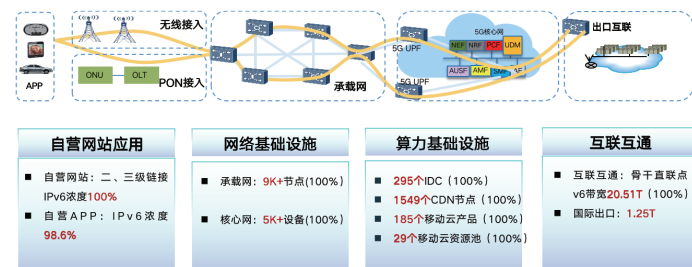 无线接入
5G核心网
出口互联
NEF NRF PCF UDM
5G UPF
ONU OLT
AUSF AMF
APP
PON接入
承载网
5G UPF
自营网站应用
网络基础设施
算力基础设施
互联互通
■ 自营网站：二、三级链接
IPv6浓度100%
■ 自营APP：IPv6浓度
98.6%
■ 承载网：9K+节点(100%)
■ 核心网：5K+设备(100%)
■ 295个IDC（100%）
■ 1549个CDN节点（100%）
■ 185个移动云产品（100%）
■ 29个移动云资源池（100%）
■ 互联互通：骨干直联点
v6带宽20.51T（100%）
■ 国际出口：1.25T